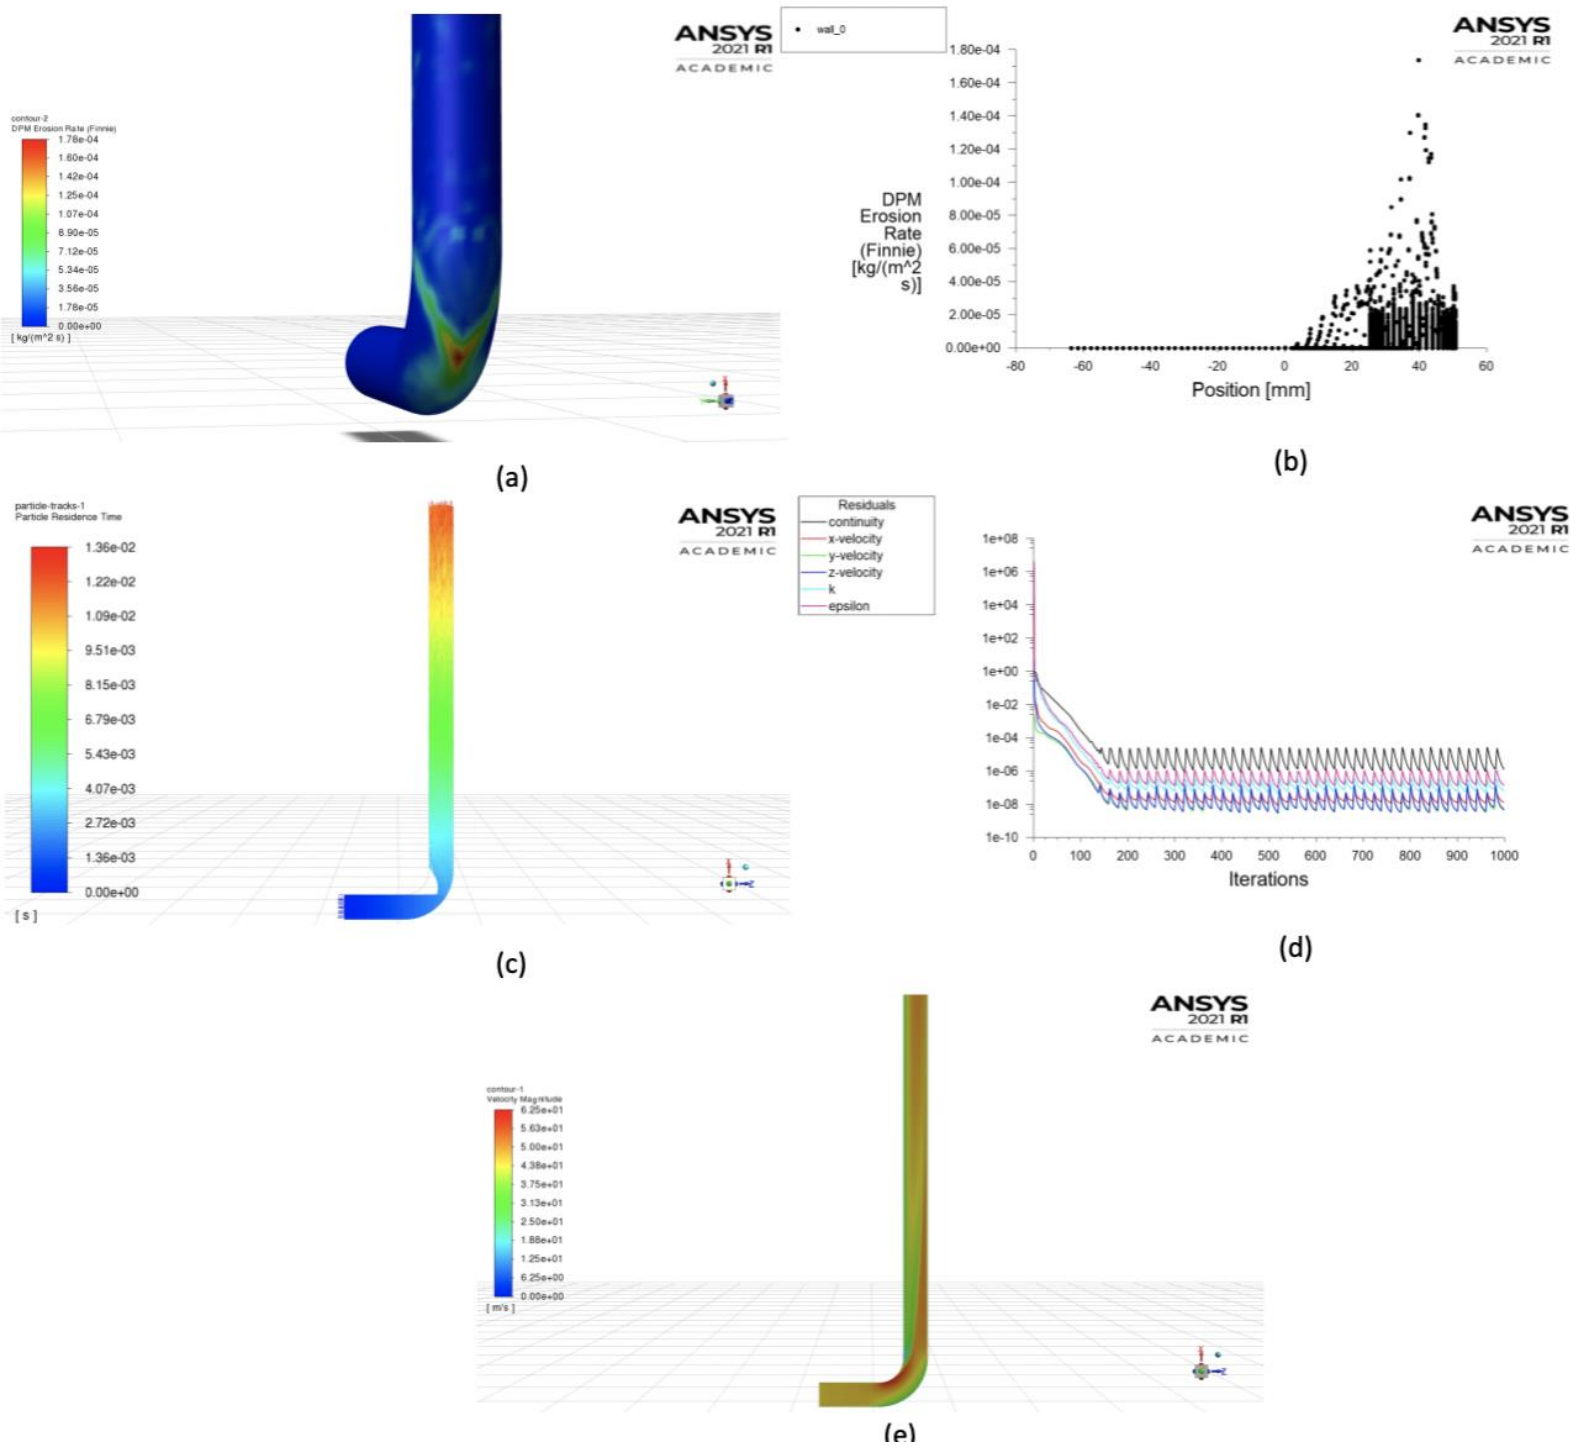 ANSYS
2021 R1
ACADEMIC
contour-2
DPM Erosion Rate (Finnie)
1.78e-04
1.60e-04
1.42e-04
1.25e-04
1.07e-04
8.90e-05
7.12e-05
5.34e-05
3.56e-05
1.78e-05
0.00e+00
[ kg/(m^2 s) ]
(a)
wall_0
ANSYS
2021 R1
ACADEMIC
1.80e-04
1.60e-04
1.40e-04
1.20e-04
1.00e-04
8.00e-05
6.00e-05
4.00e-05
2.00e-05
0.00e+00
DPM
Erosion
Rate
(Finnie)
[kg/(m^2
s)]
-80 -60 -40 -20 0 20 40 60
Position [mm]
(b)
particle-tracks-1
Particle Residence Time
1.36e-02
1.22e-02
1.09e-02
9.51e-03
8.15e-03
6.79e-03
5.43e-03
4.07e-03
2.72e-03
1.36e-03
0.00e+00
[ s ]
ANSYS
2021 R1
ACADEMIC
Z
(c)
Residuals
continuity
x-velocity
y-velocity
z-velocity
k
epsilon
ANSYS
2021 R1
ACADEMIC
1e+08
1e+06
1e+04
1e+02
1e+00
1e-02
1e-04
1e-06
1e-08
1e-10
0 100 200 300 400 500 600 700 800 900 1000
Iterations
(d)
ANSYS
2021 R1
ACADEMIC
contour-1
Velocity Magnitude
6.25e+01
5.63e+01
5.00e+01
4.38e+01
3.75e+01
3.13e+01
2.50e+01
1.88e+01
1.25e+01
6.25e+00
0.00e+00
[ m/s ]
Z
(e)